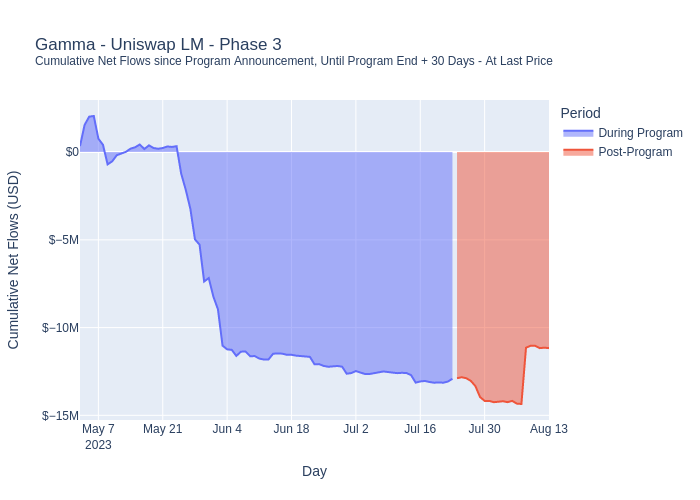 Gamma - Uniswap LM - Phase 3
Cumulative Net Flows since Program Announcement, Until Program End + 30 Days - At Last Price
Period
During Program
Post-Program
Cumulative Net Flows (USD)
$0
$−5M
$−10M
$−15M
May 7
2023
May 21
Jun 4
Jun 18
Jul 2
Jul 16
Jul 30
Aug 13
Day